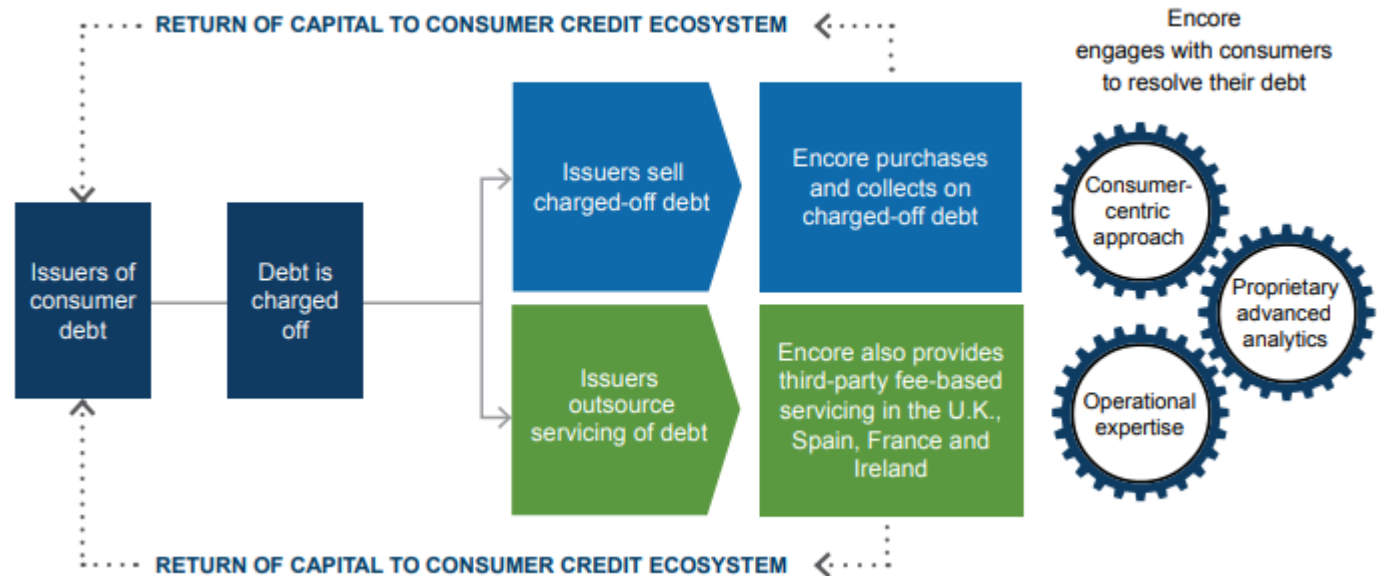 RETURN OF CAPITAL TO CONSUMER CREDIT ECOSYSTEM
Encore
engages with consumers
to resolve their debt
Issuers of
consumer
debt
Debt is
charged
off
Issuers sell
charged-off debt
Encore purchases
and collects on
charged-off debt
Issuers
outsource
servicing of debt
Encore also provides
third-party fee-based
servicing in the U.K.,
Spain, France and
Ireland
Consumer-
centric
approach
Proprietary
advanced
analytics
Operational
expertise
RETURN OF CAPITAL TO CONSUMER CREDIT ECOSYSTEM